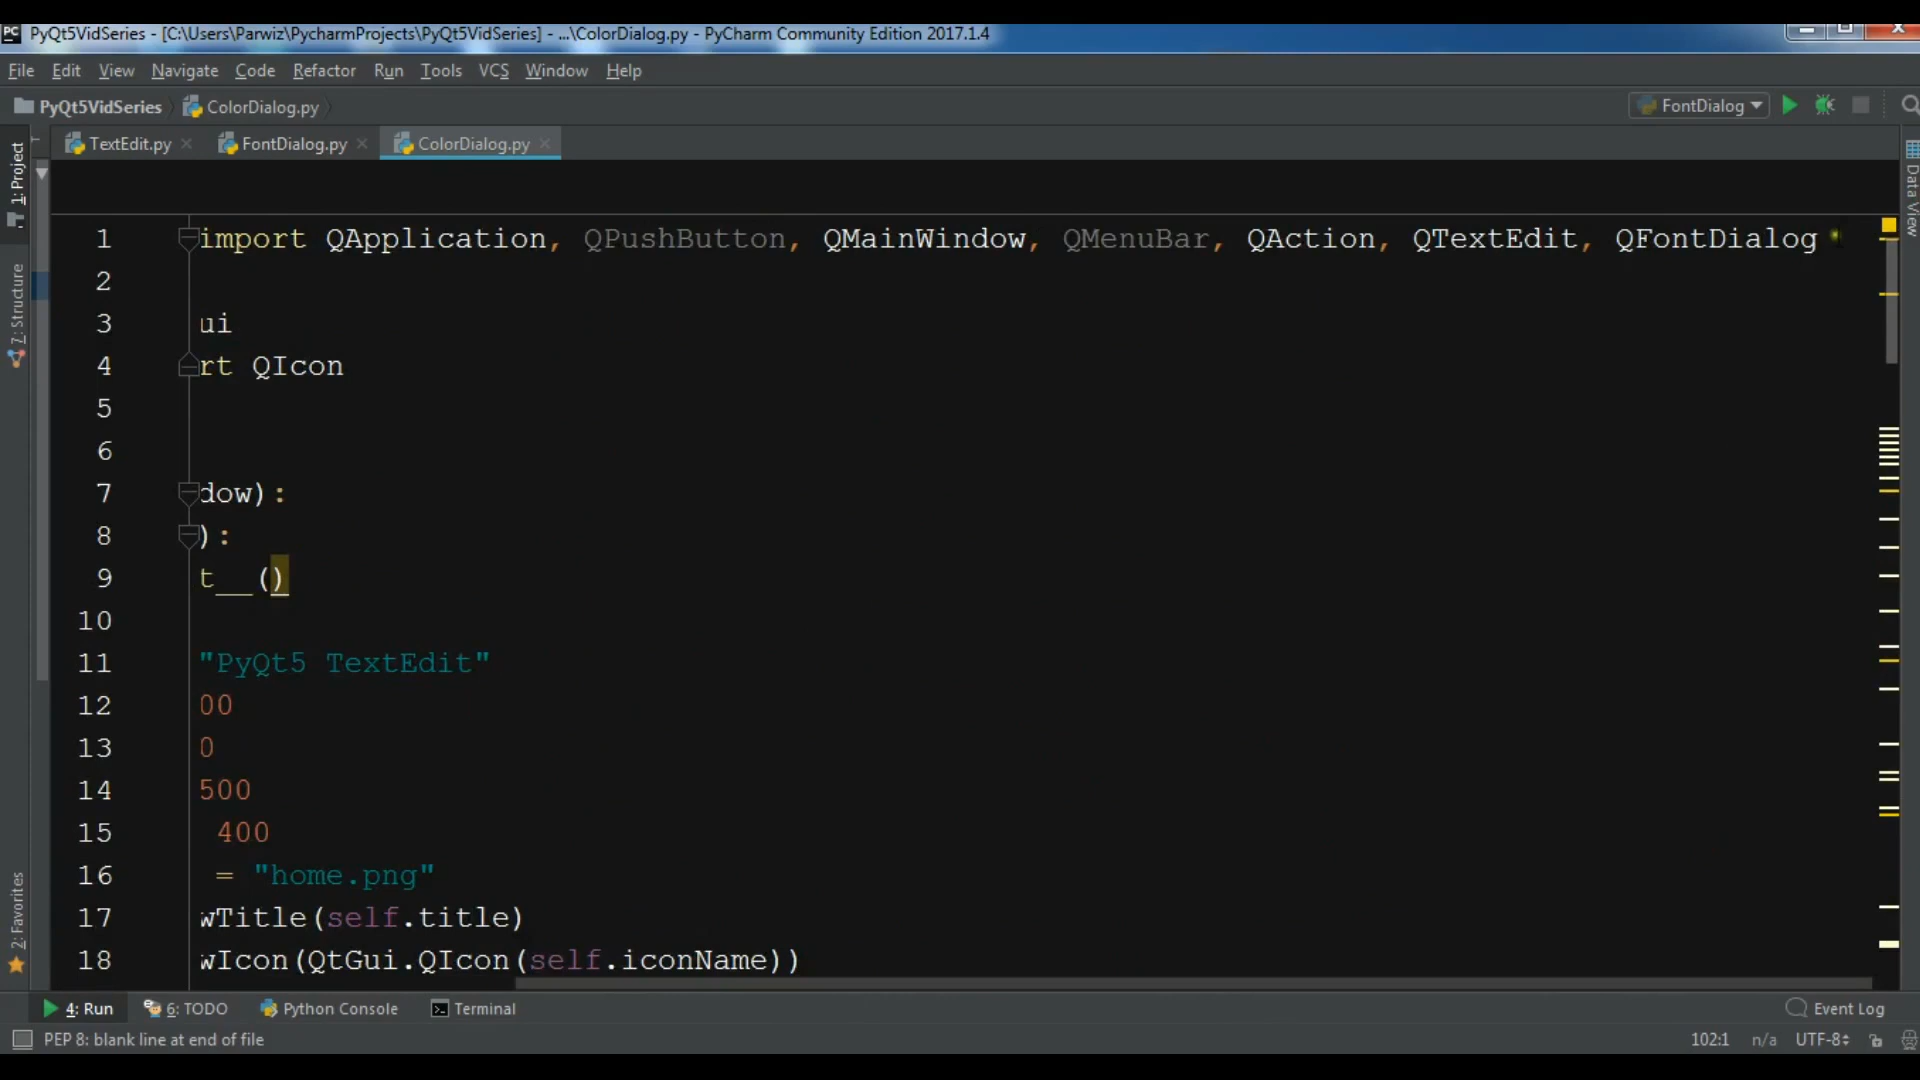 PC PyQt5VidSeries - [C:\Users\Parwiz\PycharmProjects\PyQt5VidSeries] - ...\ColorDialog.py - PyCharm Community Edition 2017.1.4
File Edit View Navigate Code Refactor Run Tools VCS Window Help
PyQt5VidSeries ColorDialog.py FontDialog
TextEdit.py FontDialog.py ColorDialog.py
1: Project
7: Structure
2: Favorites
Data View
1 import QApplication, QPushButton, QMainWindow, QMenuBar, QAction, QTextEdit, QFontDialog
2
3 ui
4 rt QIcon
5
6
7 dow):
8 ):
9 t__()
10
11 "PyQt5 TextEdit"
12 00
13 0
14 500
15 400
16 = "home.png"
17 wTitle(self.title)
18 wIcon(QtGui.QIcon(self.iconName))
4: Run 6: TODO Python Console Terminal Event Log
PEP 8: blank line at end of file 102:1 n/a UTF-8